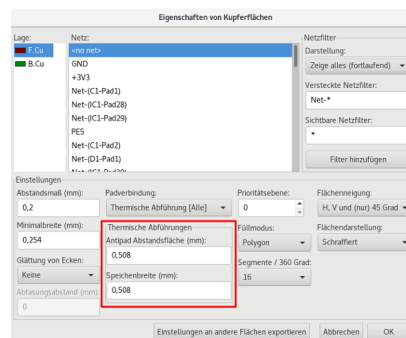 Eigenschaften von Kupferflächen
Lage:
F.Cu
B.Cu
Netz:
<no net>
GND
+3V3
Net-(C1-Pad1)
Net-(IC1-Pad28)
Net-(IC1-Pad29)
PE5
Net-(C1-Pad2)
Net-(D1-Pad1)
Netzfilter
Darstellung:
Zeige alles (fortlaufend)
Versteckte Netzfilter:
Net-*
Sichtbare Netzfilter:
*
Filter hinzufügen
Einstellungen
Abstandsmaß (mm):
0,2
Minimalbreite (mm):
0,254
Glättung von Ecken:
Keine
Abfasungsabstand (mm):
0
Padverbindung:
Thermische Abführung [Alle]
Thermische Abführungen
Antipad Abstandsfläche (mm):
0,508
Speichenbreite (mm):
0,508
Prioritätsebene:
0
Füllmodus:
Polygon
Segmente / 360 Grad:
16
Flächenneigung:
H, V und (nur) 45 Grad
Flächendarstellung:
Schraffiert
Einstellungen an andere Flächen exportieren
Abbrechen
OK